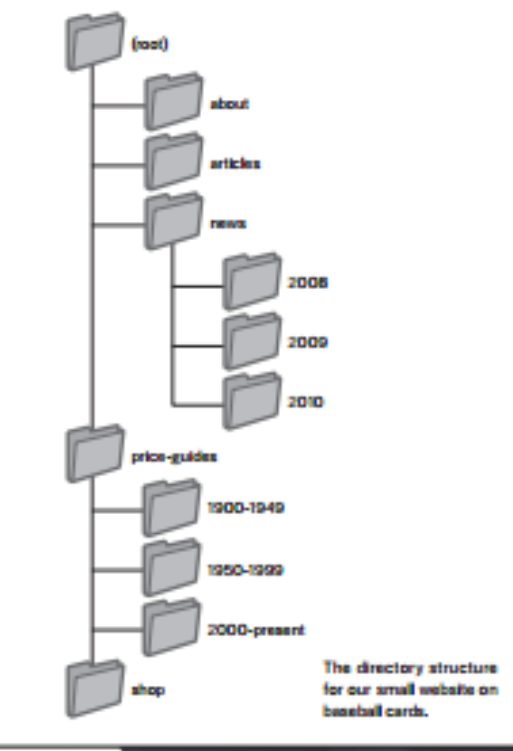 (root)
about
articles
news
2008
2009
2010
price-guides
1900-1949
1950-1999
2000-present
shop
The directory structure
for our small website on
baseball cards.